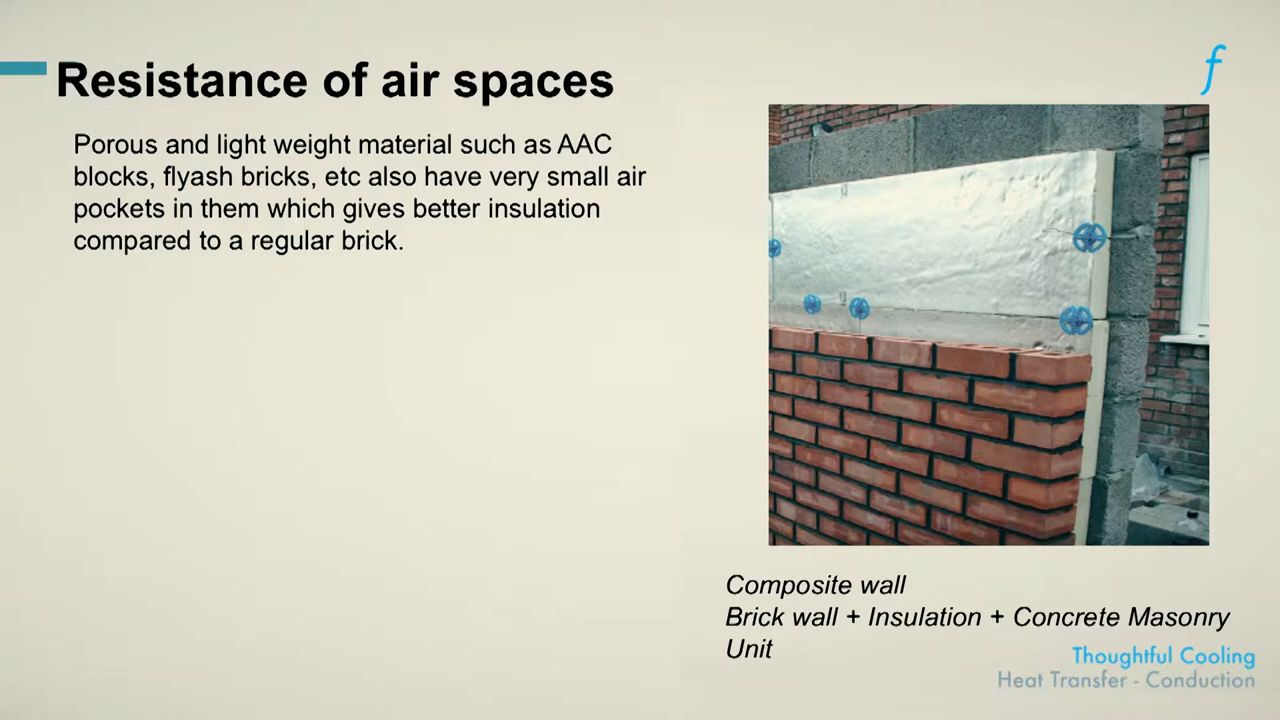 Resistance of air spaces
f
Porous and light weight material such as AAC
blocks, flyash bricks, etc also have very small air
pockets in them which gives better insulation
compared to a regular brick.
Composite wall
Brick wall + Insulation + Concrete Masonry
Unit
Thoughtful Cooling
Heat Transfer - Conduction